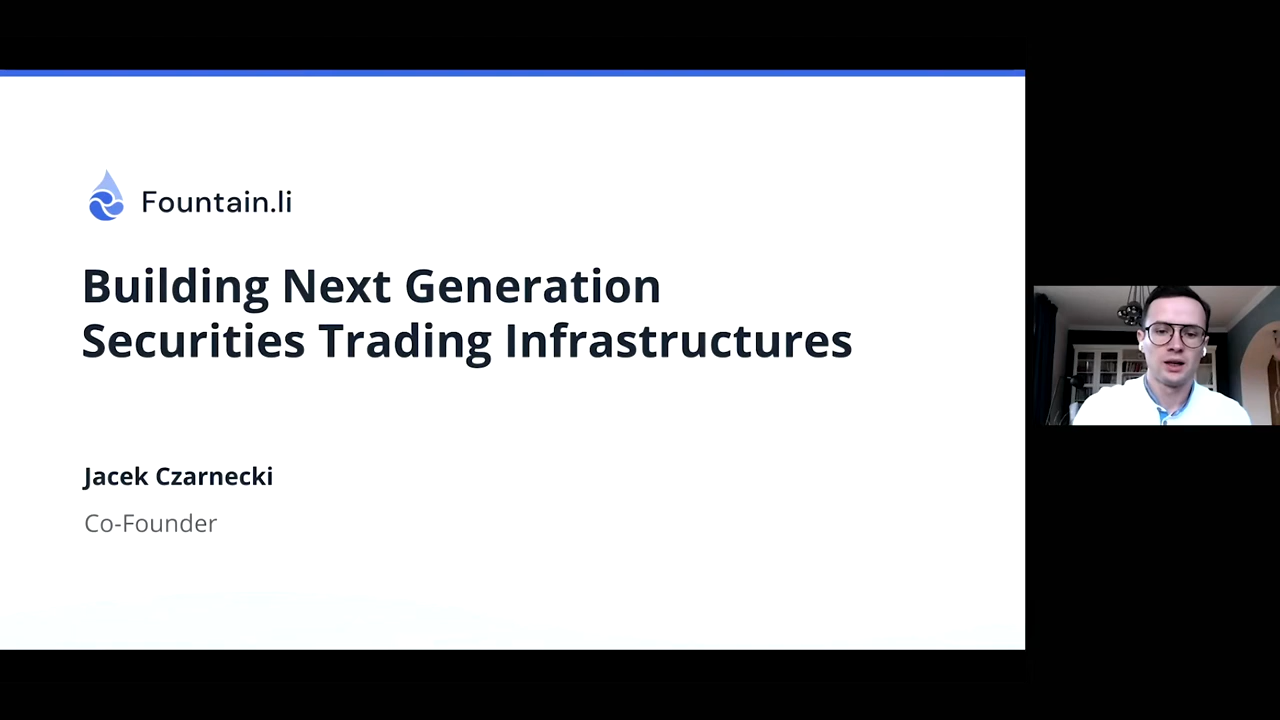 Fountain.li
Building Next Generation
Securities Trading Infrastructures
Jacek Czarnecki
Co-Founder